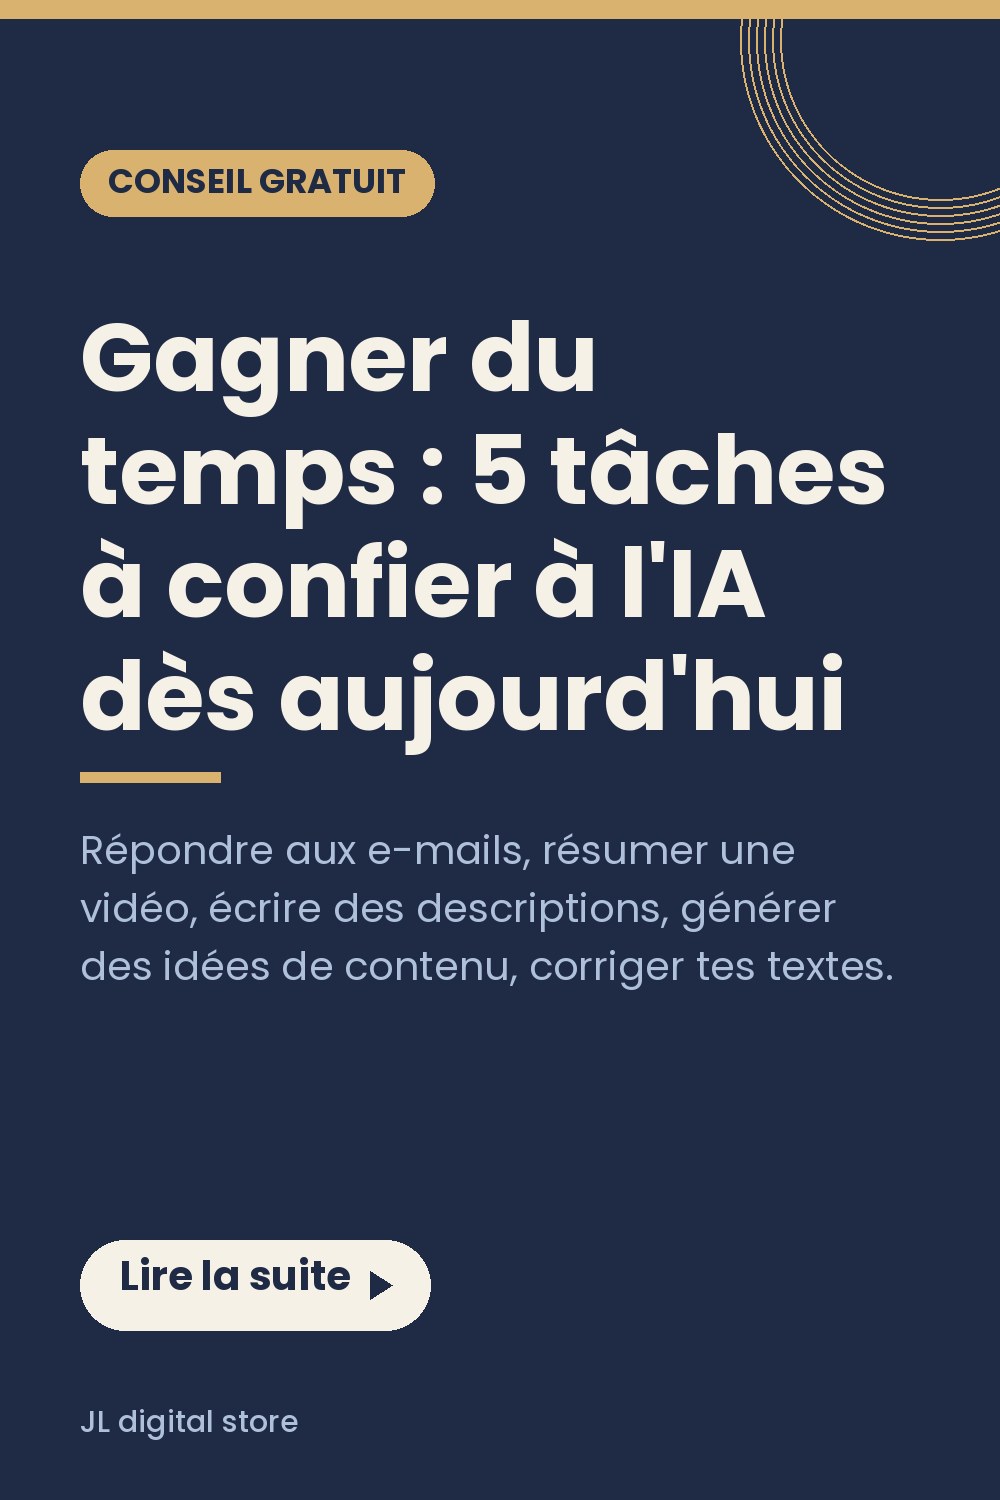 CONSEIL GRATUIT
Gagner du
temps : 5 tâches
à confier à l'IA
dès aujourd'hui
Répondre aux e-mails, résumer une
vidéo, écrire des descriptions, générer
des idées de contenu, corriger tes textes.
Lire la suite
JL digital store